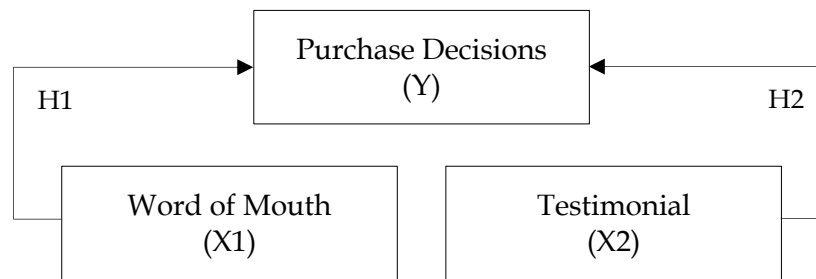 Purchase Decisions
(Y)
H1
H2
Word of Mouth
(X1)
Testimonial
(X2)